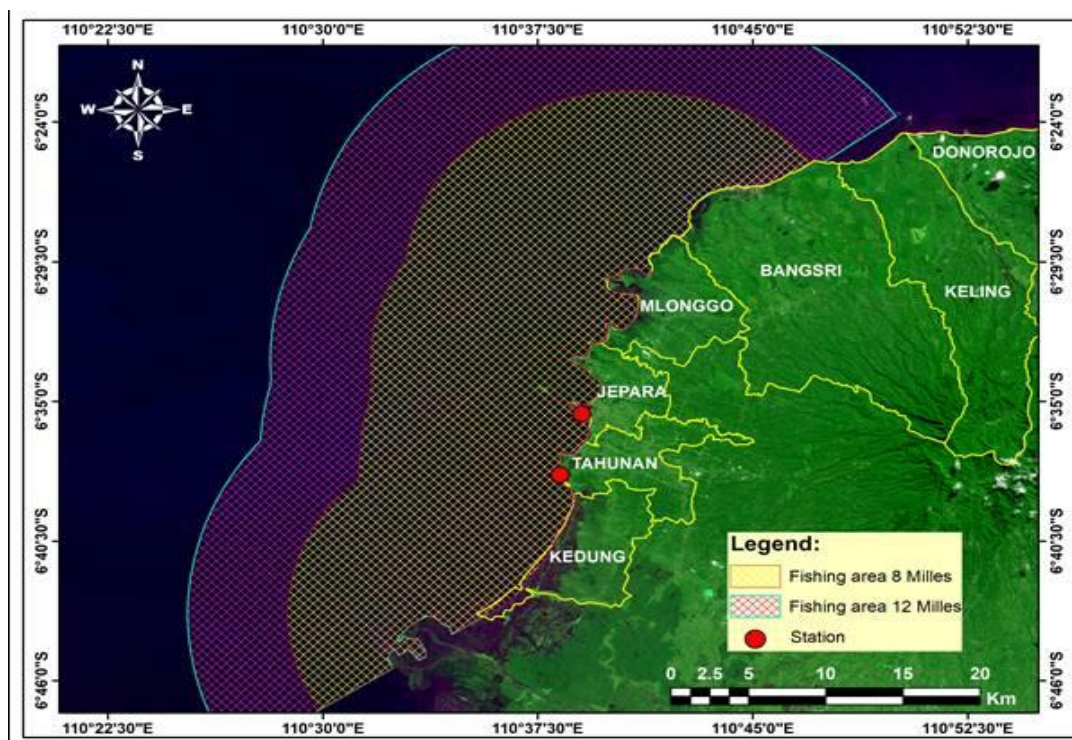 110°22'30"E 110°30'0"E 110°37'30"E 110°45'0"E 110°52'30"E
N
W E
S
6°24'0"S 6°24'0"S
DONOROJO
6°29'30"S 6°29'30"S
BANGSRI
KELING
MLONGGO
JEPARA
6°35'0"S 6°35'0"S
TAHUNAN
6°40'30"S 6°40'30"S
KEDUNG
Legend:
Fishing area 8 Milles
Fishing area 12 Milles
Station
6°46'0"S 6°46'0"S
0 2.5 5 10 15 20
Km
110°22'30"E 110°30'0"E 110°37'30"E 110°45'0"E 110°52'30"E